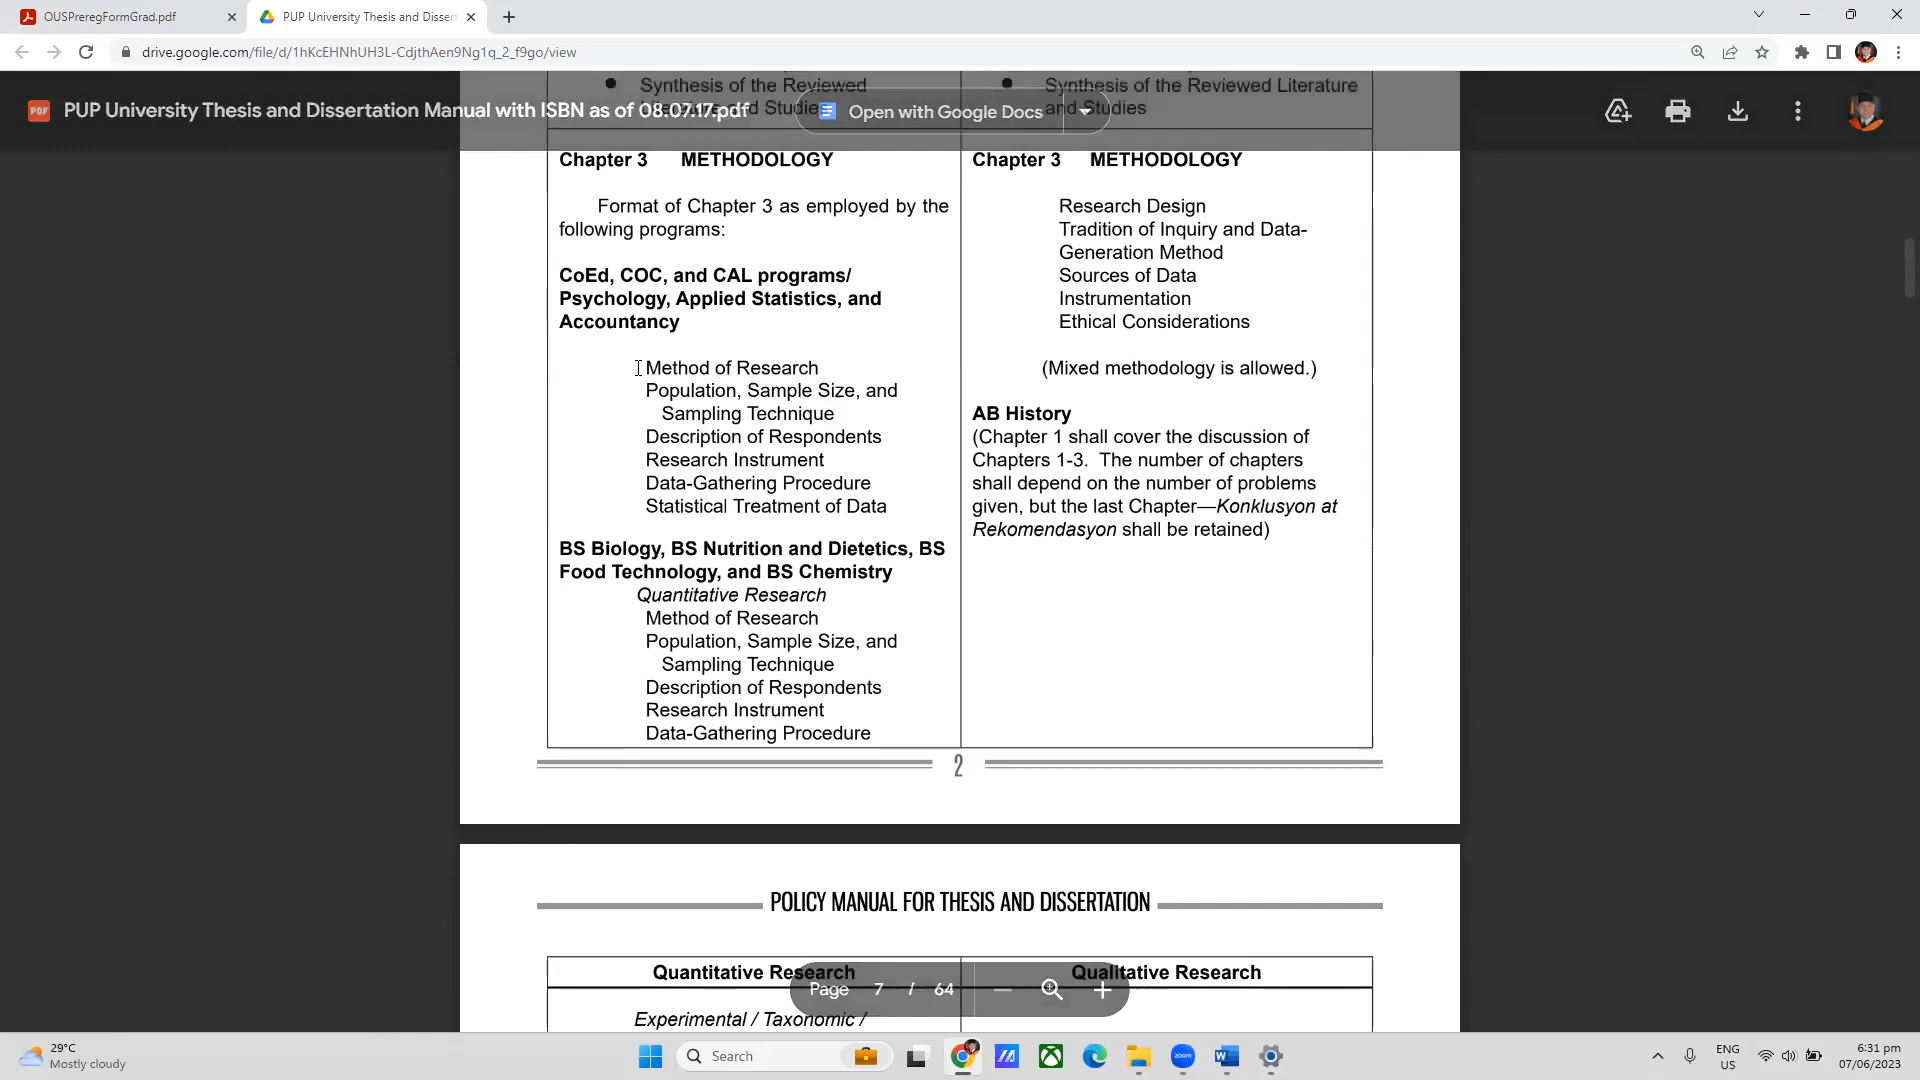 OUSPreregFormGrad.pdf
PUP University Thesis and Disser
drive.google.com/file/d/1hKcEHNhUH3L-CdjthAen9Ng1q_2_f9go/view
PUP University Thesis and Dissertation Manual with ISBN as of 08.07.17.pdf
Open with Google Docs
Synthesis of the Reviewed
d Studie
Synthesis of the Reviewed Literature
and Studies
Chapter 3 METHODOLOGY
Format of Chapter 3 as employed by the
following programs:
CoEd, COC, and CAL programs/
Psychology, Applied Statistics, and
Accountancy
Method of Research
Population, Sample Size, and
Sampling Technique
Description of Respondents
Research Instrument
Data-Gathering Procedure
Statistical Treatment of Data
BS Biology, BS Nutrition and Dietetics, BS
Food Technology, and BS Chemistry
Quantitative Research
Method of Research
Population, Sample Size, and
Sampling Technique
Description of Respondents
Research Instrument
Data-Gathering Procedure
Chapter 3 METHODOLOGY
Research Design
Tradition of Inquiry and Data-
Generation Method
Sources of Data
Instrumentation
Ethical Considerations
(Mixed methodology is allowed.)
AB History
(Chapter 1 shall cover the discussion of
Chapters 1-3. The number of chapters
shall depend on the number of problems
given, but the last Chapter—Konklusyon at
Rekomendasyon shall be retained)
2
POLICY MANUAL FOR THESIS AND DISSERTATION
Quantitative Research
Qualitative Research
Experimental / Taxonomic /
Page 7 / 64
29°C
Mostly cloudy
Search
zoom
ENG
US
6:31 pm
07/06/2023